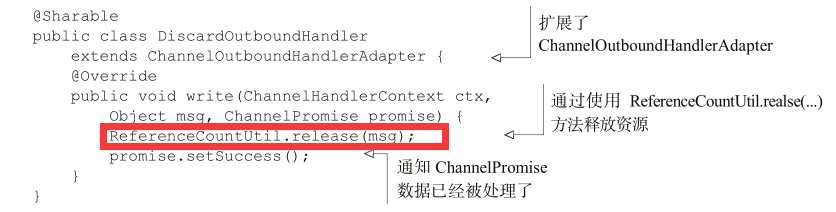 @Sharable
public class DiscardOutboundHandler
extends ChannelOutboundHandlerAdapter {
@Override
public void write(ChannelHandlerContext ctx,
Object msg, ChannelPromise promise) {
ReferenceCountUtil.release(msg);
promise.setSuccess();
}
}
扩展了
ChannelOutboundHandlerAdapter
通过使用 ReferenceCountUtil.realse(...)
方法释放资源
通知 ChannelPromise
数据已经被处理了